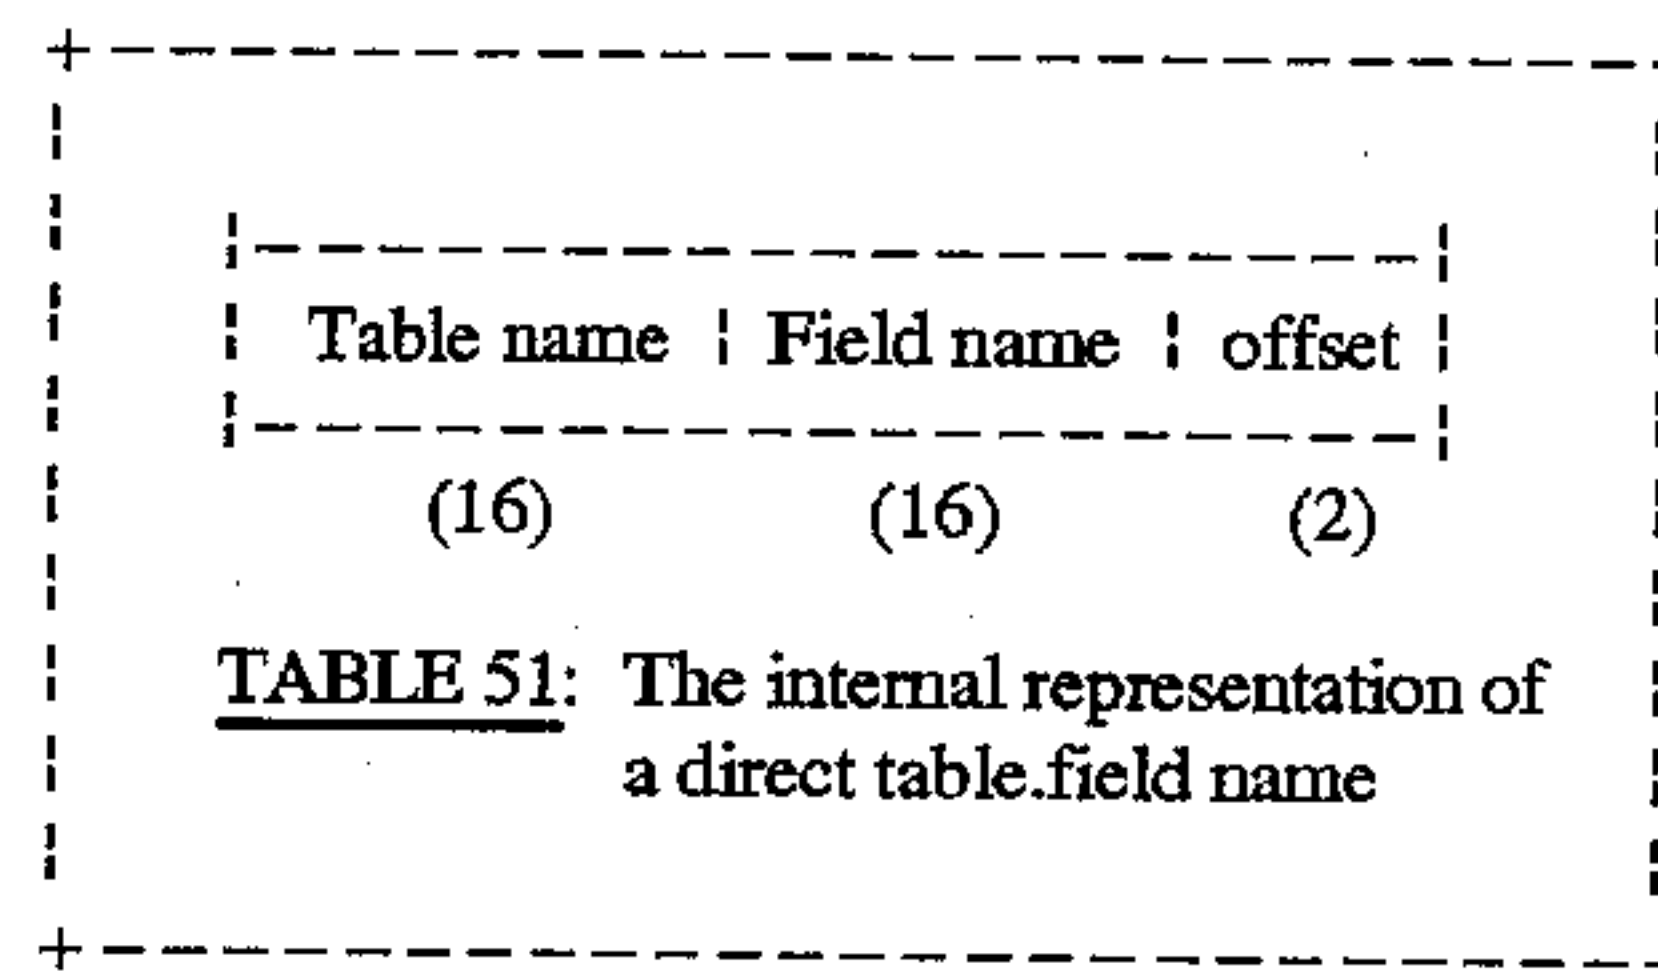 Table name ¦ Field name ¦ offset
(16) (16) (2)
TABLE 51: The internal representation of
a direct table.field name